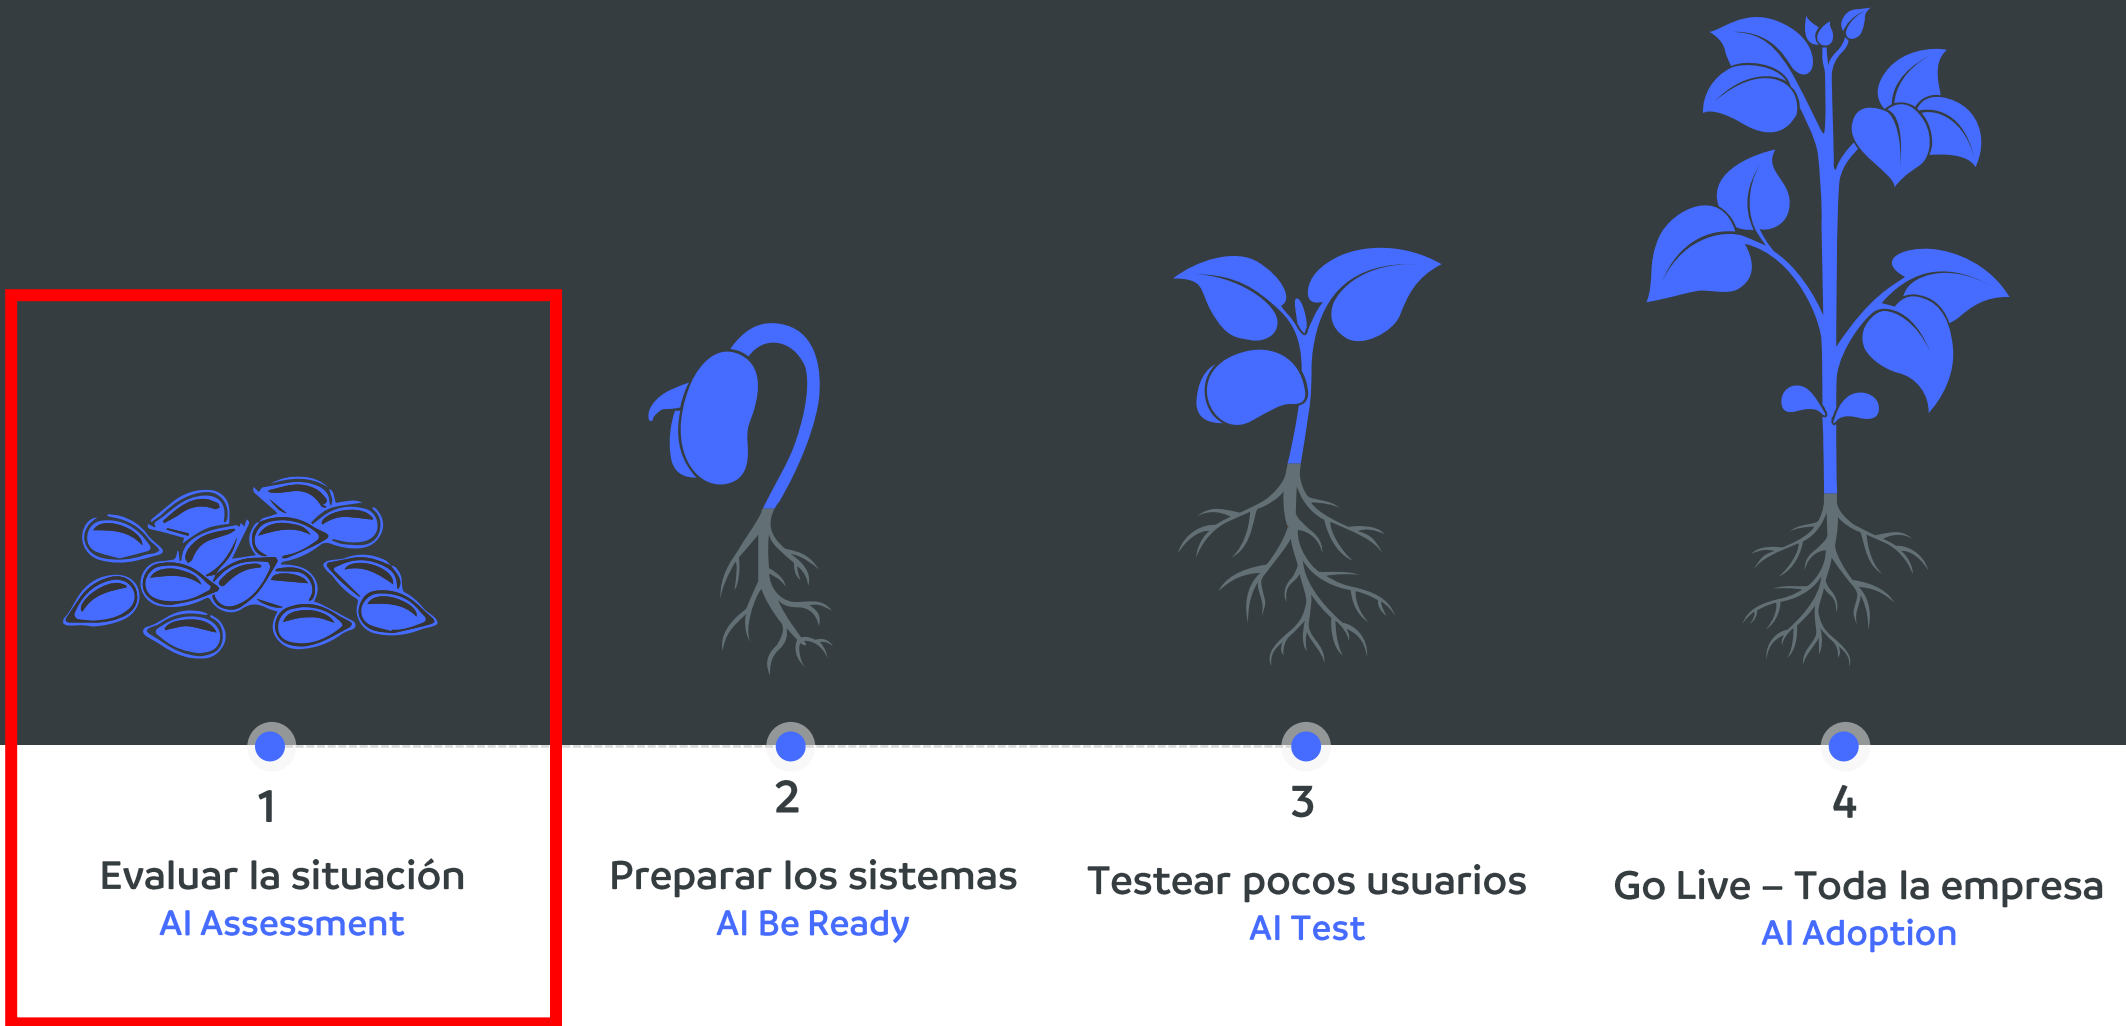 1
Evaluar la situación
AI Assessment
2
Preparar los sistemas
AI Be Ready
3
Testear pocos usuarios
AI Test
4
Go Live – Toda la empresa
AI Adoption